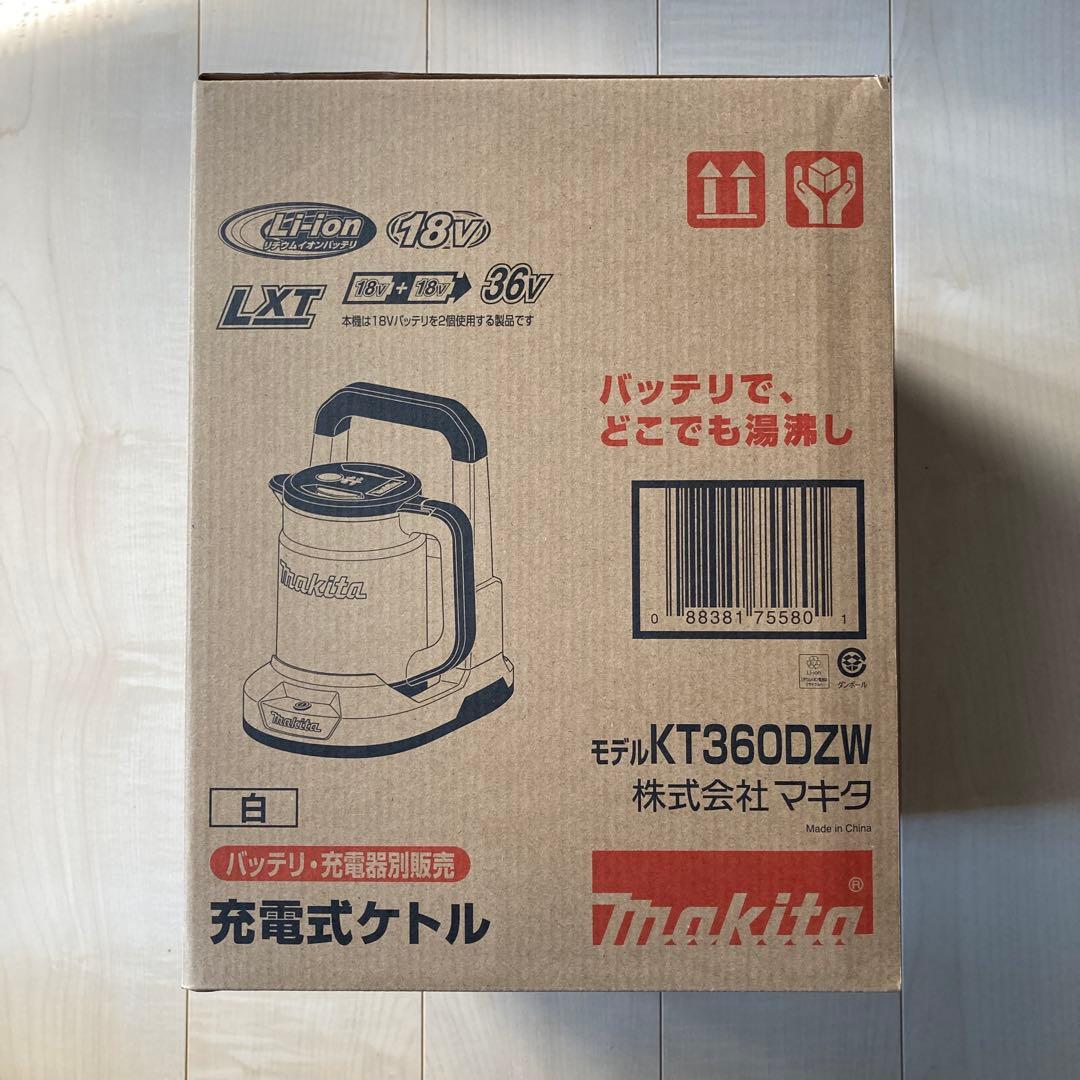 Li-ion
リチウムイオンバッテリ
18V
LXT
18V + 18V 36V
本機は18Vバッテリを2個使用する製品です
バッテリで、
どこでも湯沸し
makita
makita
0 88381 75580 1
Li-ion
ダンボール
モデルKT360DZW
株式会社マキタ
Made in China
白
バッテリ・充電器別販売
充電式ケトル
makita®